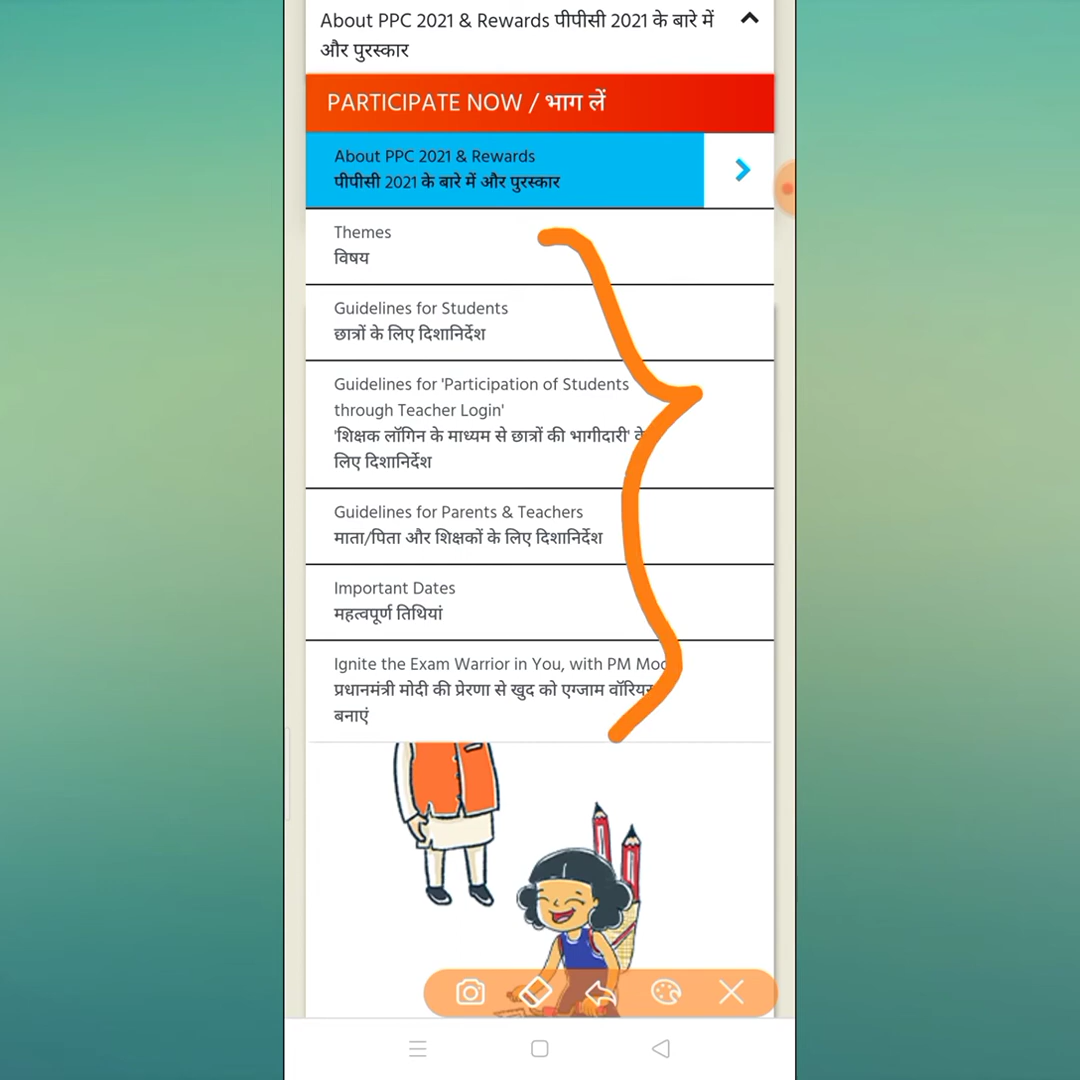 About PPC 2021 & Rewards पीपीसी 2021 के बारे में
और पुरस्कार
PARTICIPATE NOW / भाग लें
About PPC 2021 & Rewards
पीपीसी 2021 के बारे में और पुरस्कार
Themes
विषय
Guidelines for Students
छात्रों के लिए दिशानिर्देश
Guidelines for 'Participation of Students
through Teacher Login'
'शिक्षक लॉगिन के माध्यम से छात्रों की भागीदारी'
लिए दिशानिर्देश
Guidelines for Parents & Teachers
माता/पिता और शिक्षकों के लिए दिशानिर्देश
Important Dates
महत्वपूर्ण तिथियां
Ignite the Exam Warrior in You, with PM
प्रधानमंत्री मोदी की प्रेरणा से खुद को एग्जाम
बनाएं